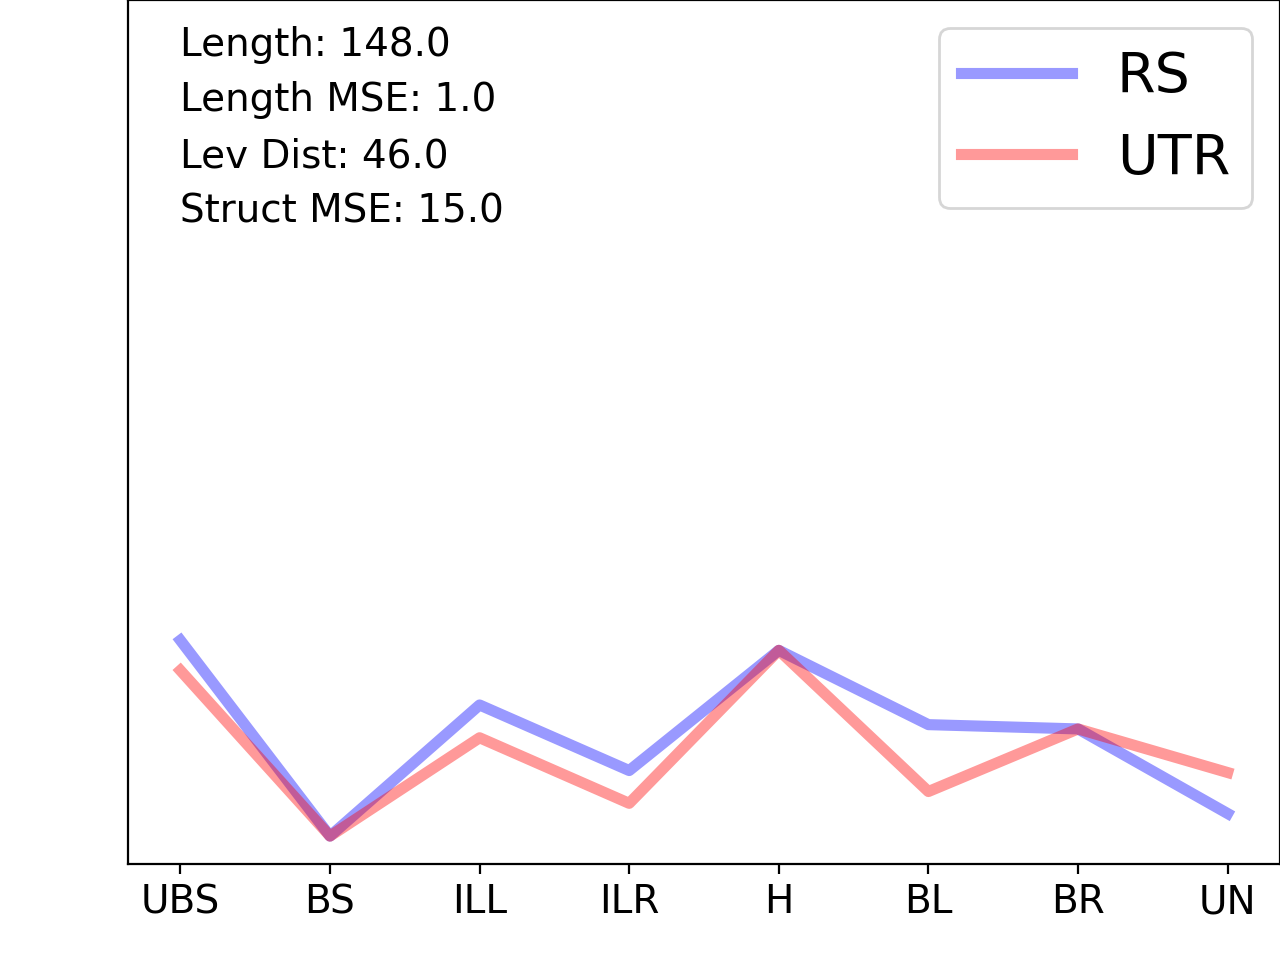 Length: 148.0
Length MSE: 1.0
Lev Dist: 46.0
Struct MSE: 15.0
RS
UTR
UBS BS ILL ILR H BL BR UN